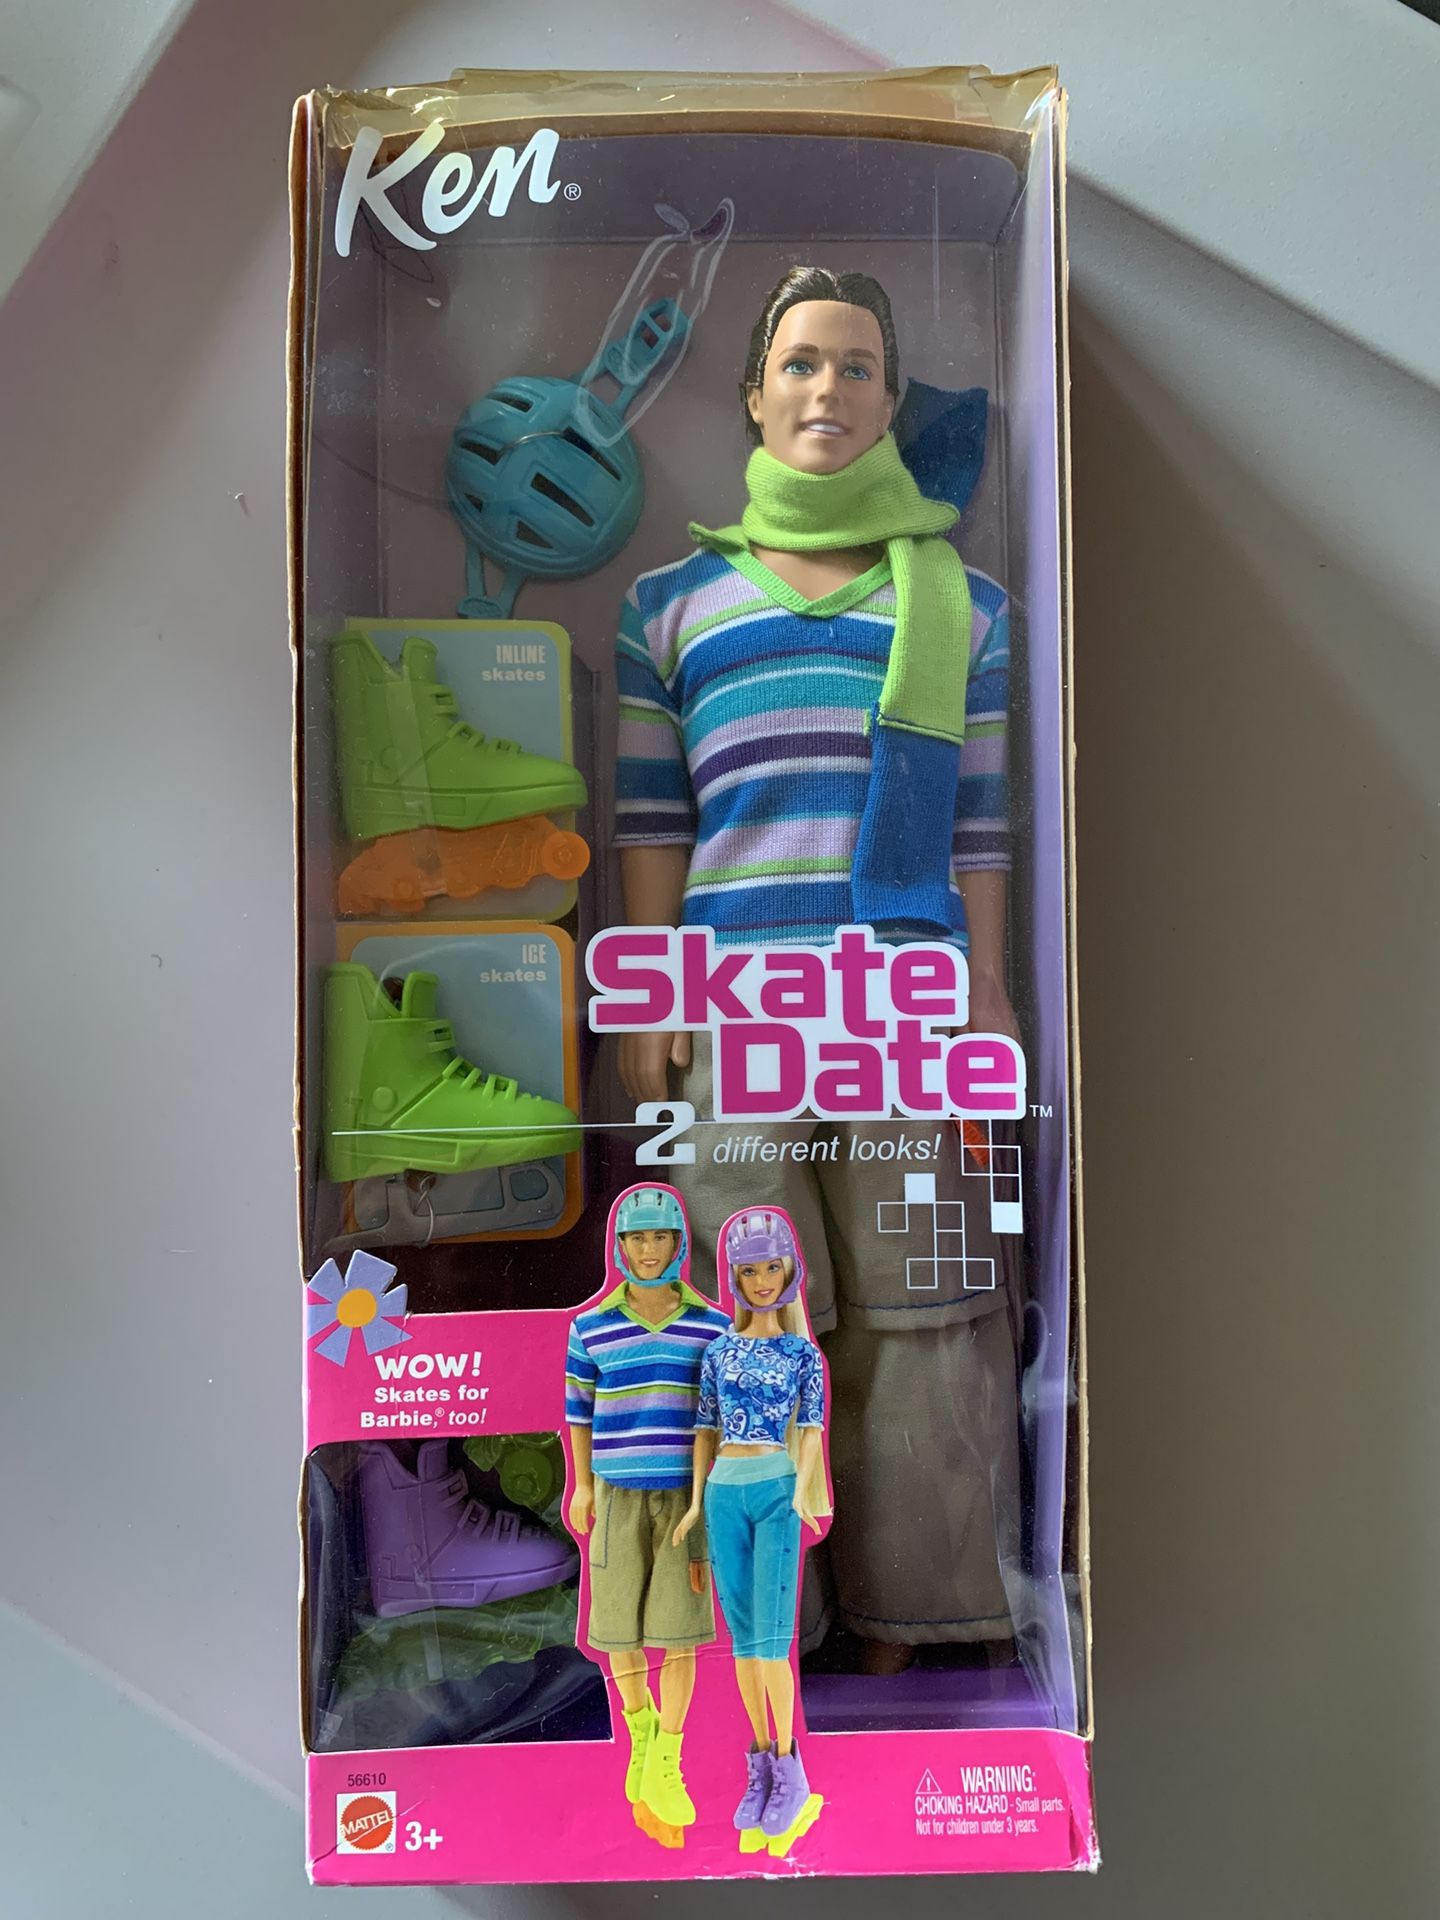 Ken®
INLINE
skates
ICE
skates
Skate
Date™
2 different looks!
WOW!
Skates for
Barbie,® too!
56610
MATTEL®
3+
⚠ WARNING:
CHOKING HAZARD - Small parts.
Not for children under 3 years.